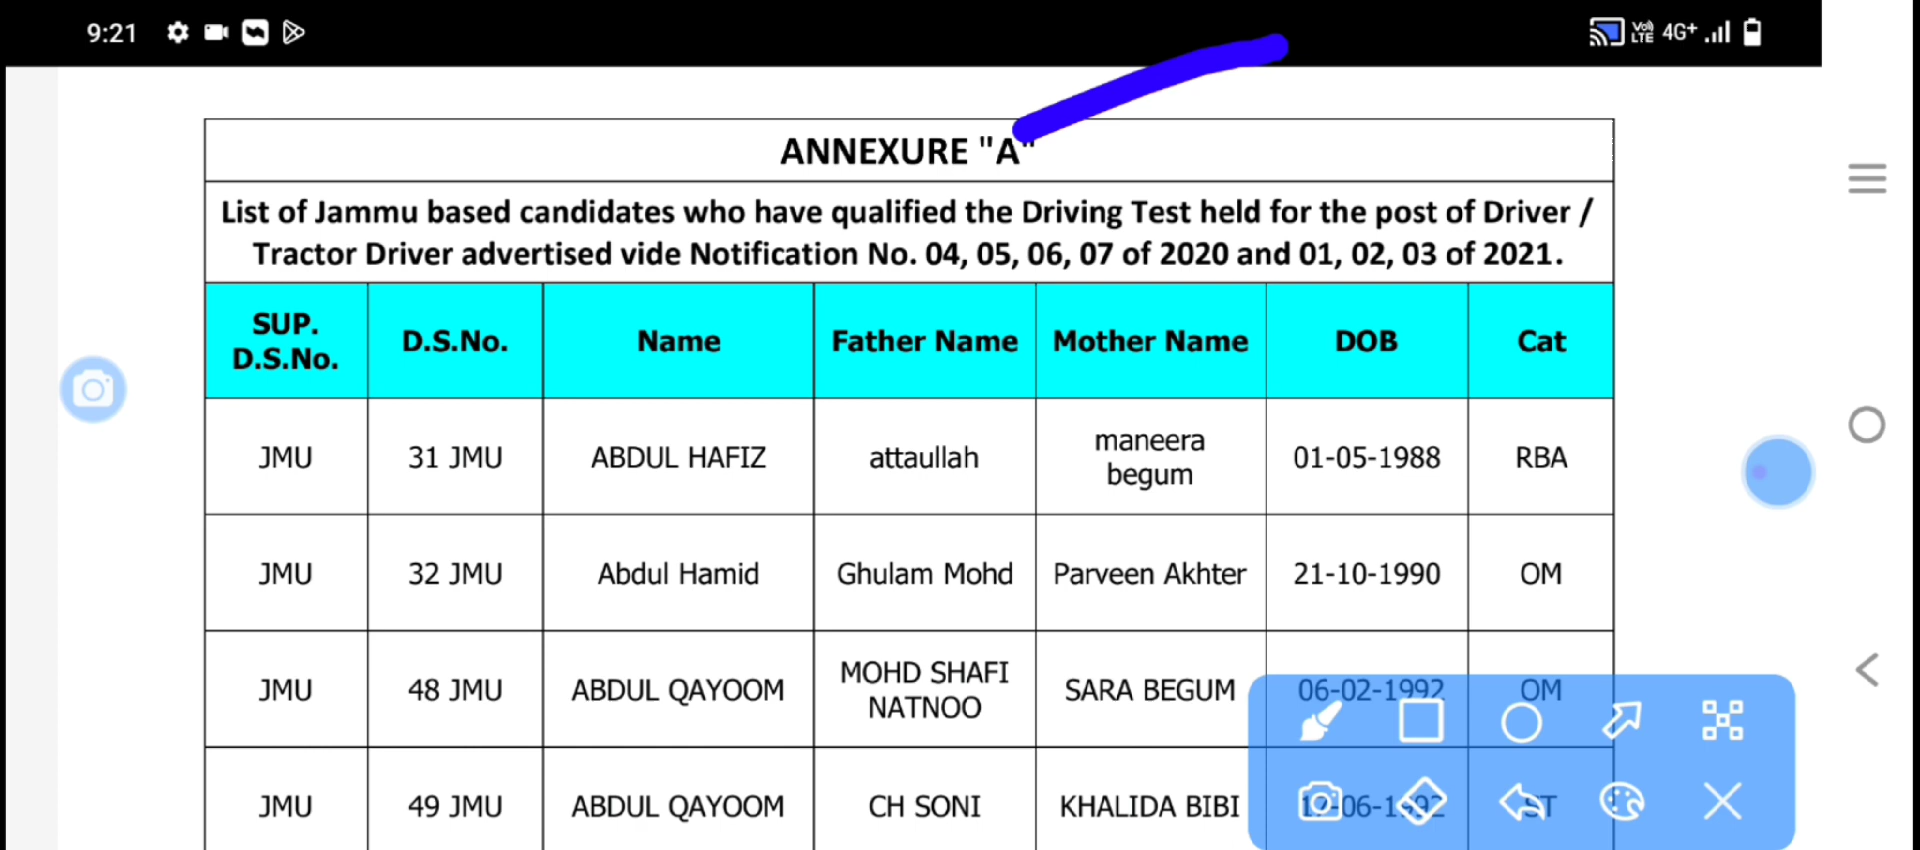 9:21 Vo) LTE 4G+
ANNEXURE "A"
List of Jammu based candidates who have qualified the Driving Test held for the post of Driver /
Tractor Driver advertised vide Notification No. 04, 05, 06, 07 of 2020 and 01, 02, 03 of 2021.
SUP. D.S.No. D.S.No. Name Father Name Mother Name DOB Cat
JMU 31 JMU ABDUL HAFIZ attaullah maneera begum 01-05-1988 RBA
JMU 32 JMU Abdul Hamid Ghulam Mohd Parveen Akhter 21-10-1990 OM
JMU 48 JMU ABDUL QAYOOM MOHD SHAFI NATNOO SARA BEGUM 06-02-1992 OM
JMU 49 JMU ABDUL QAYOOM CH SONI KHALIDA BIBI ST